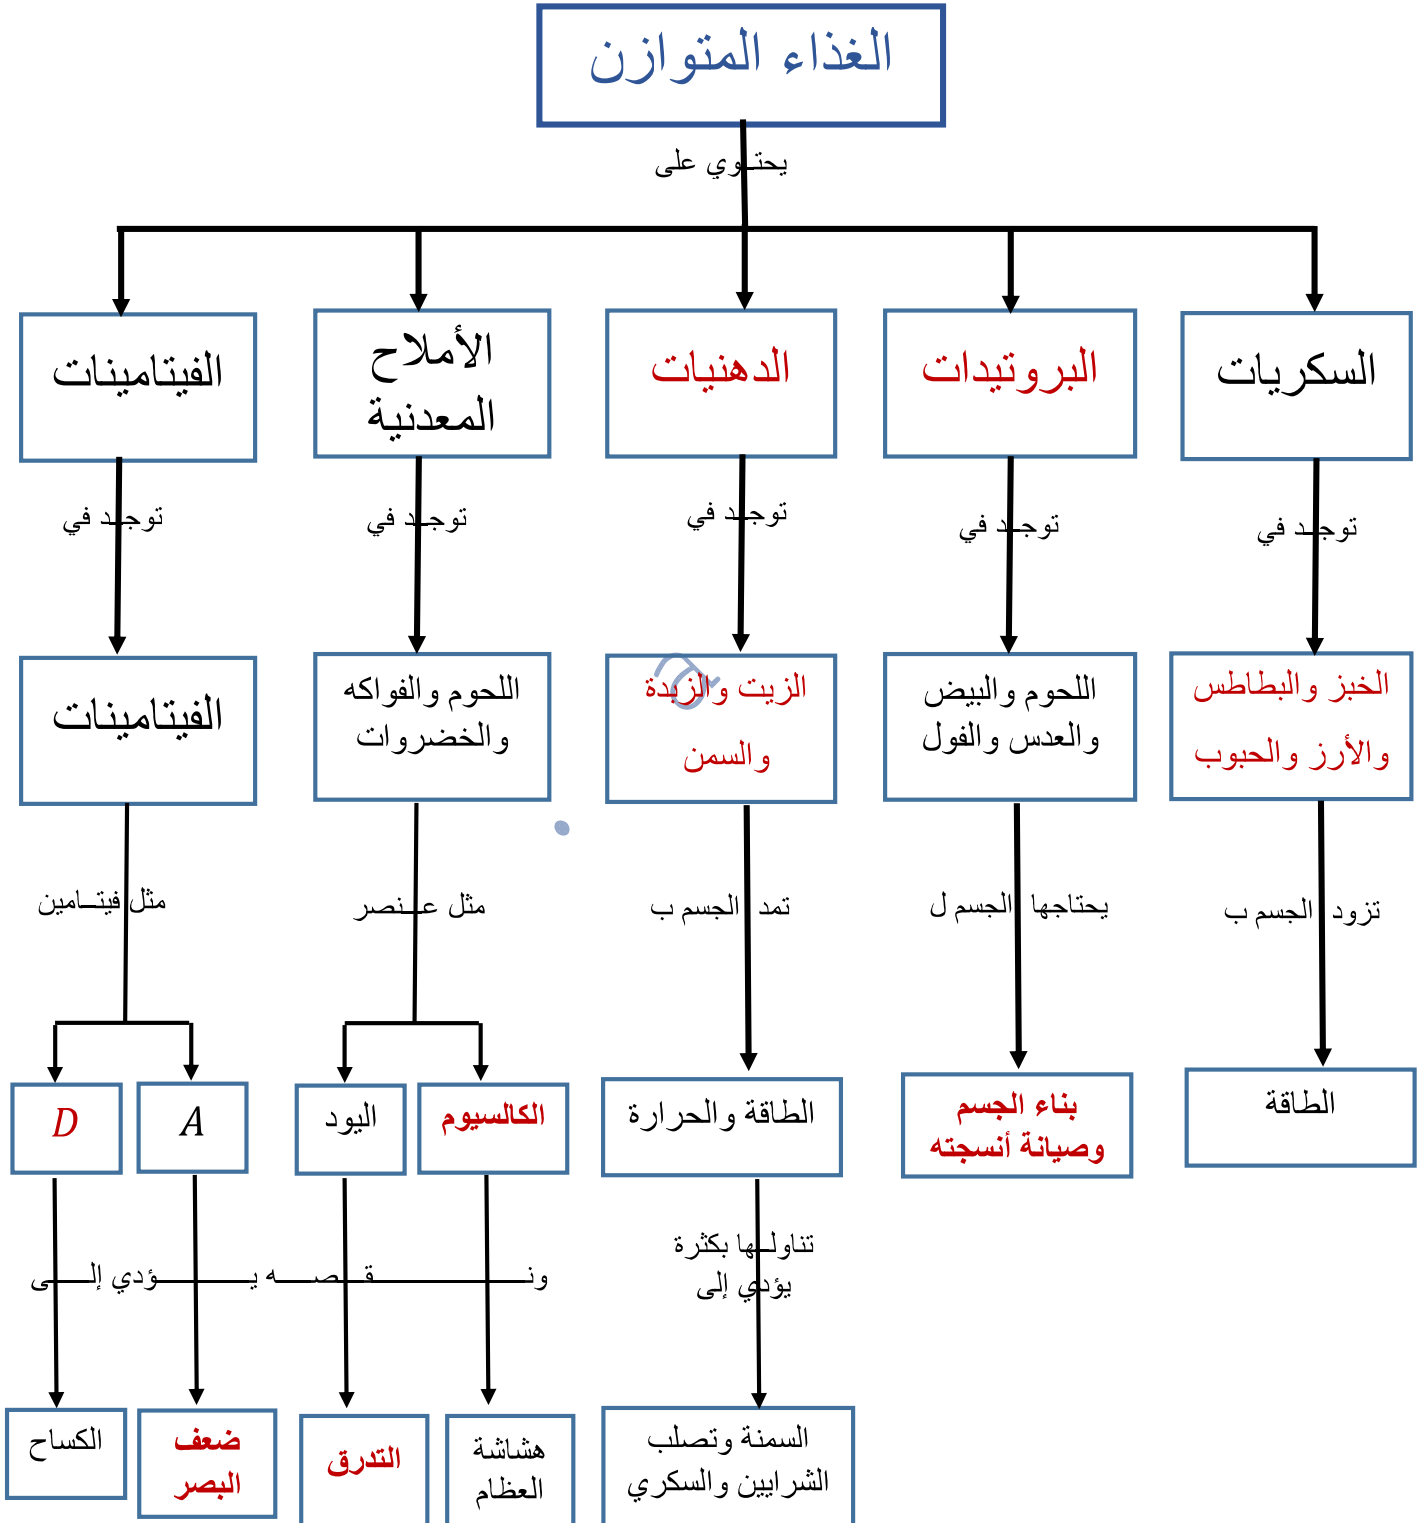 الغذاء المتوازن
يحتوي على
السكريات
البروتيدات
الدهنيات
الأملاح
المعدنية
الفيتامينات
توجد في
توجد في
توجد في
توجد في
توجد في
الخبز والبطاطس
والأرز والحبوب
اللحوم والبيض
والعدس والفول
الزيت والزبدة
والسمن
اللحوم والفواكه
والخضروات
الفيتامينات
تزود الجسم ب
يحتاجها الجسم ل
تمد الجسم ب
مثل عنصر
مثل فيتامين
الطاقة
بناء الجسم
وصيانة أنسجته
الطاقة والحرارة
الكالسيوم
اليود
A
D
تناولها بكثرة
يؤدي إلى
ونقصه يؤدي إلى
السمنة وتصلب
الشرايين والسكري
هشاشة
العظام
التدرق
ضعف
البصر
الكساح